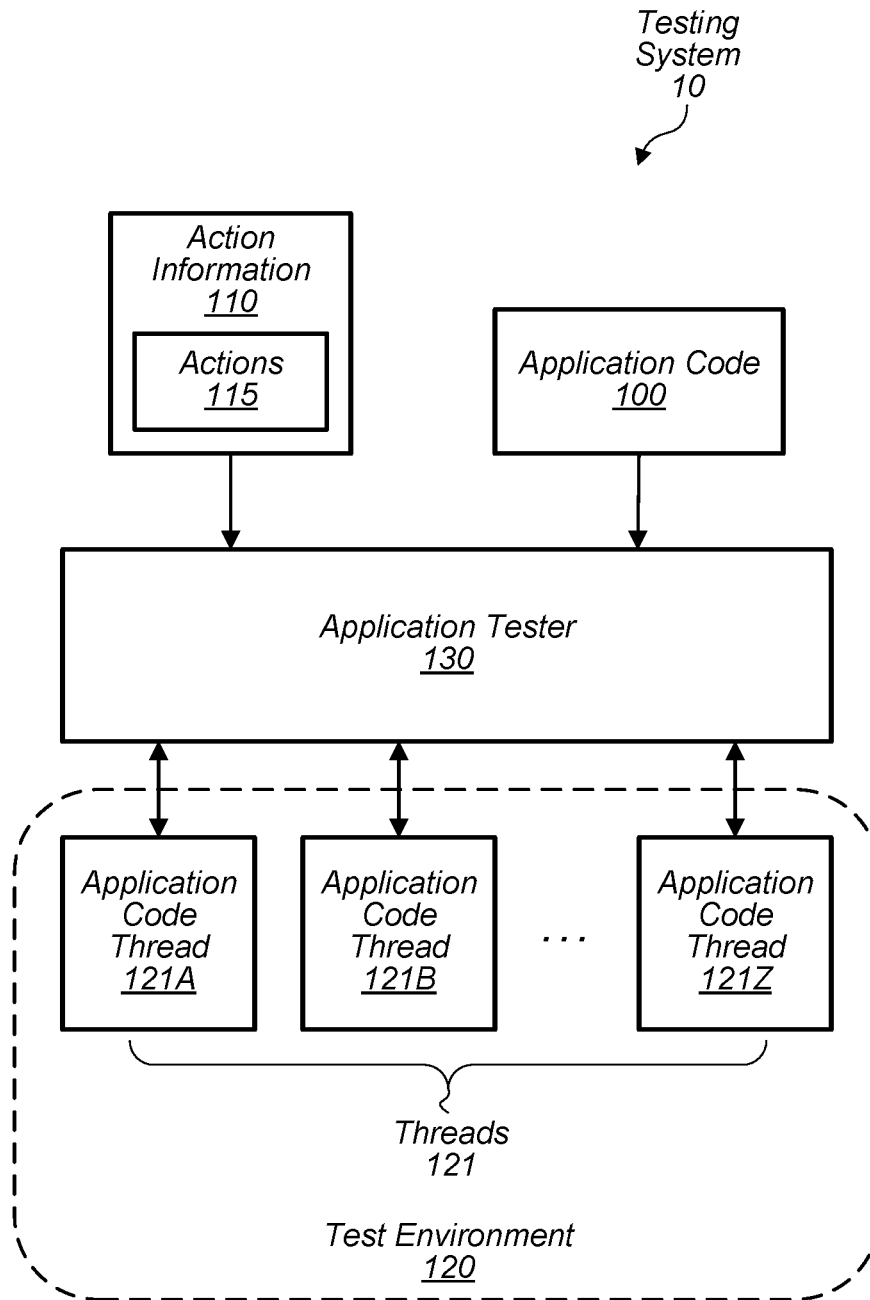 Testing
System
10
Action
Information
110
Actions
115
Application Code
100
Application Tester
130
Application
Code
Thread
121A
Application
Code
Thread
121B
...
Application
Code
Thread
121Z
Threads
121
Test Environment
120